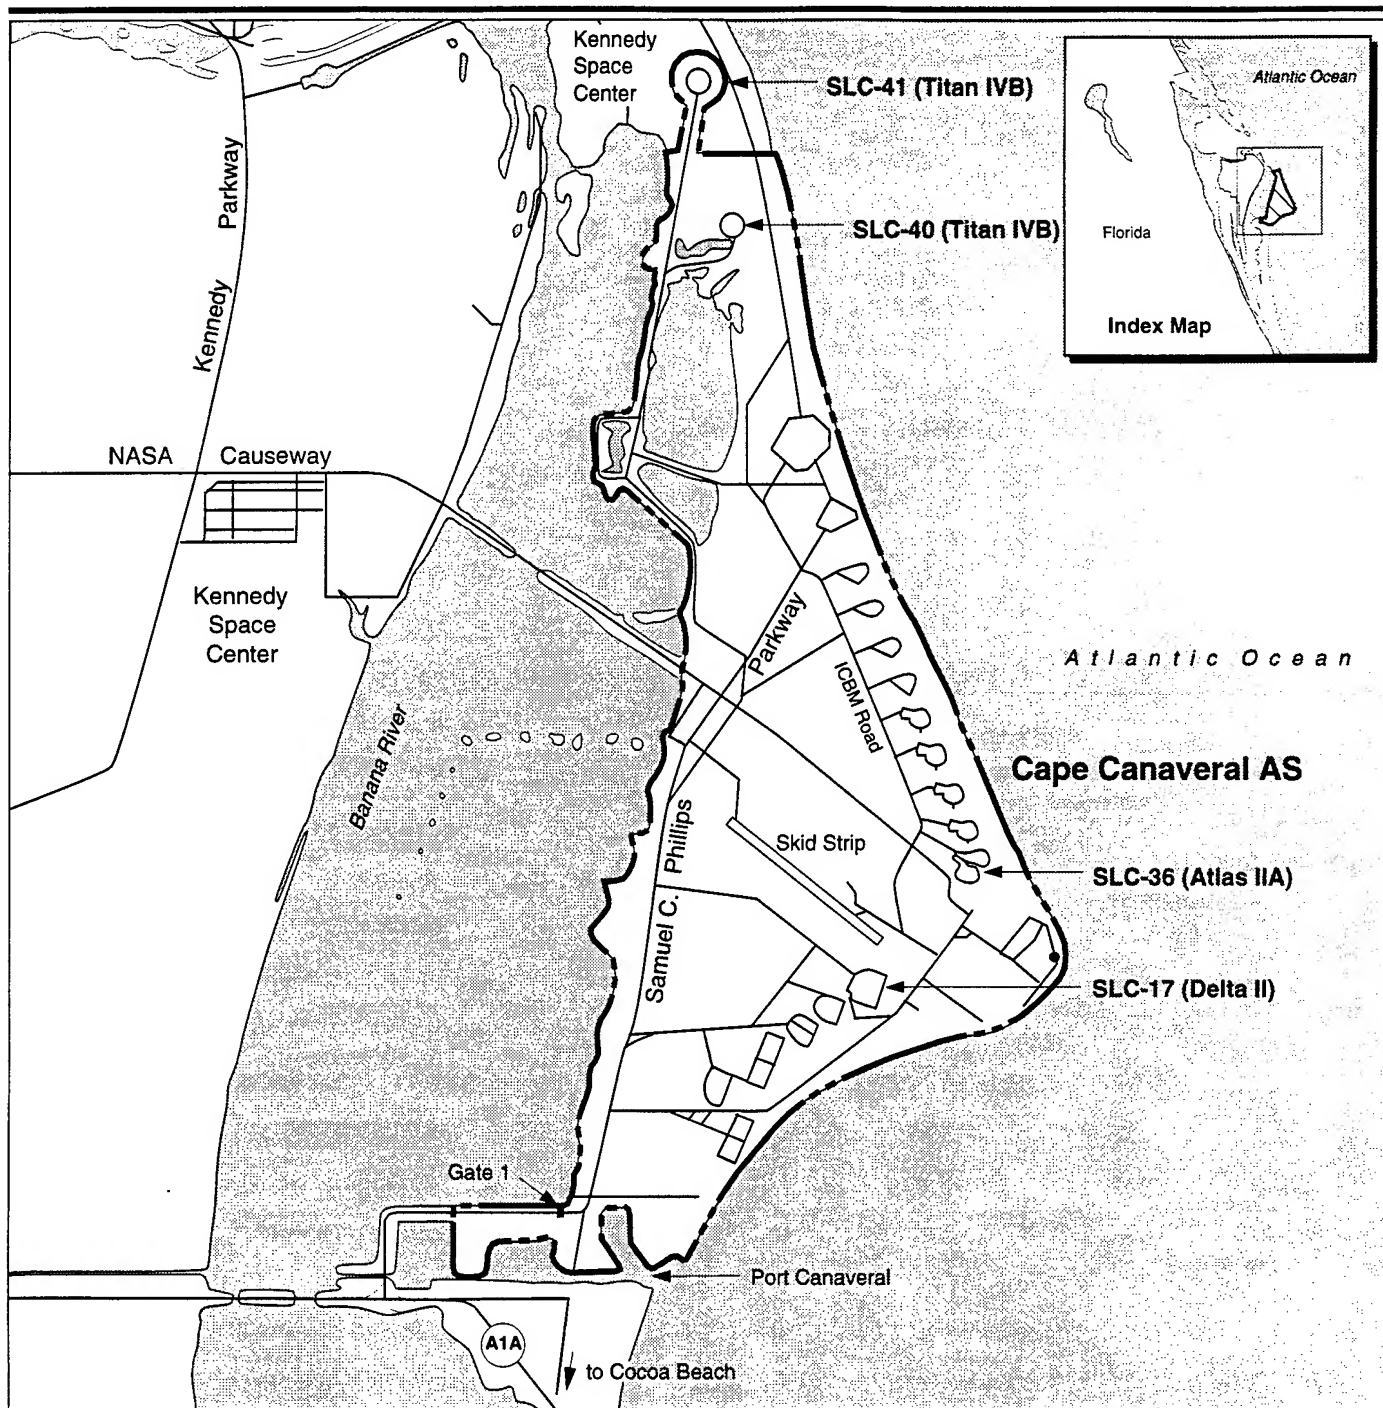 Kennedy
Space
Center
SLC-41 (Titan IVB)
Atlantic Ocean
Florida
Index Map
SLC-40 (Titan IVB)
Kennedy Parkway
NASA Causeway
Kennedy
Space
Center
Parkway
ICBM Road
Atlantic Ocean
Banana River
Cape Canaveral AS
Samuel C. Phillips
Skid Strip
SLC-36 (Atlas IIA)
SLC-17 (Delta II)
Gate 1
Port Canaveral
A1A
to Cocoa Beach